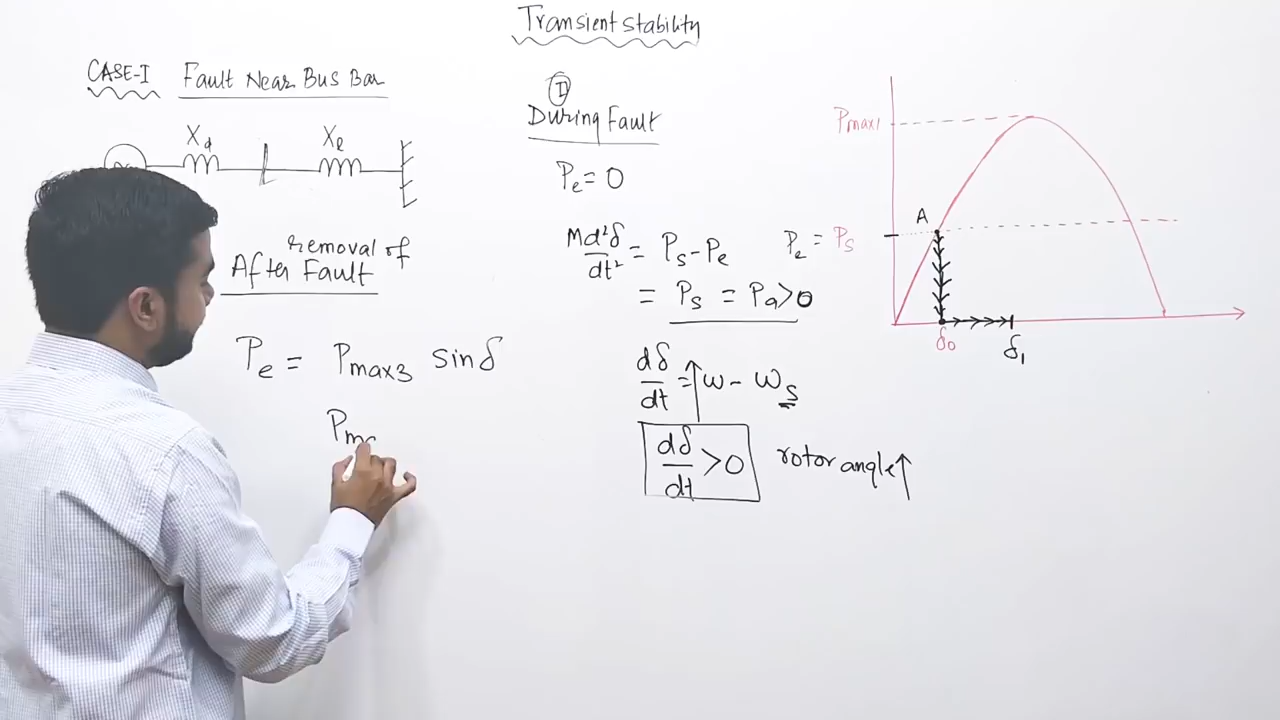 Transient stability
CASE-I Fault Near Bus Bar
X_d X_e
removal of
After Fault
P_e = P_max3 sin δ
P_ma
I
During Fault
P_e = 0
Md²δ/dt² = P_s - P_e P_e = P_s
= P_s = P_a > 0
dδ/dt = ↑ω - ω_s
dδ/dt > 0 rotor angle ↑
P_max1
A
δ_0 δ_1